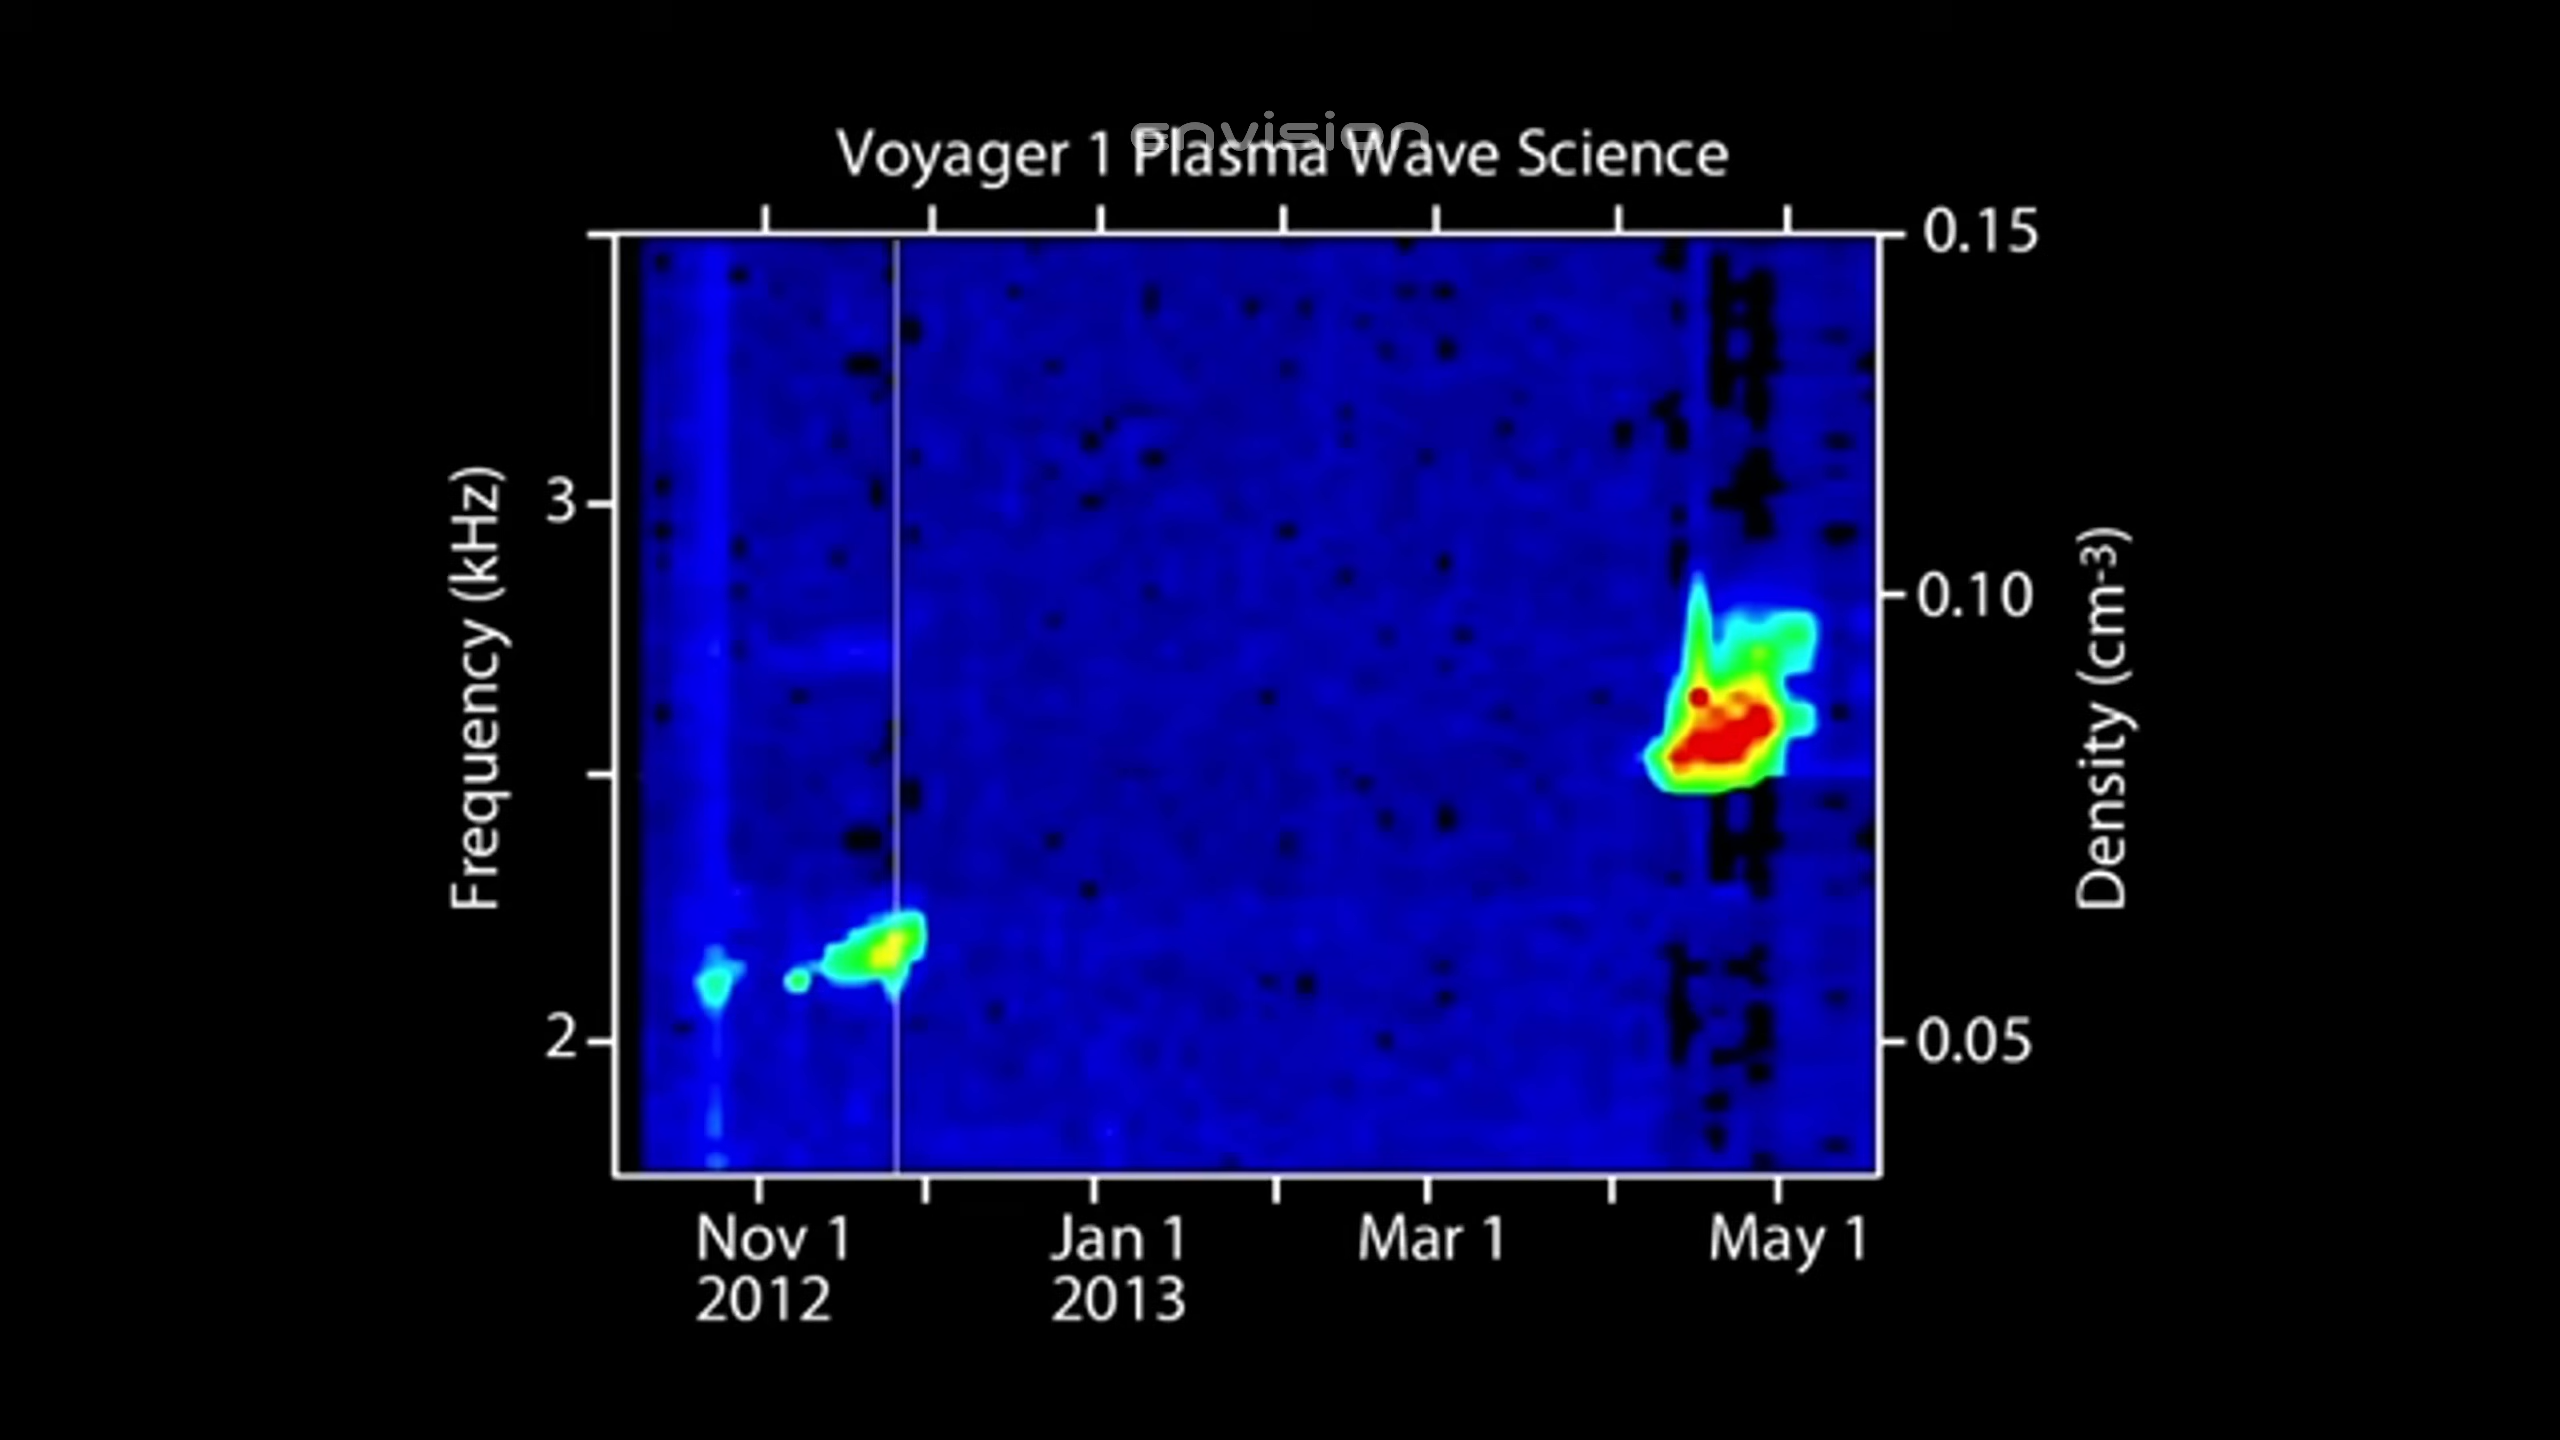 envision
Voyager 1 Plasma Wave Science
0.15
3
0.10
2
0.05
Frequency (kHz)
Density (cm-3)
Nov 1
2012
Jan 1
2013
Mar 1
May 1